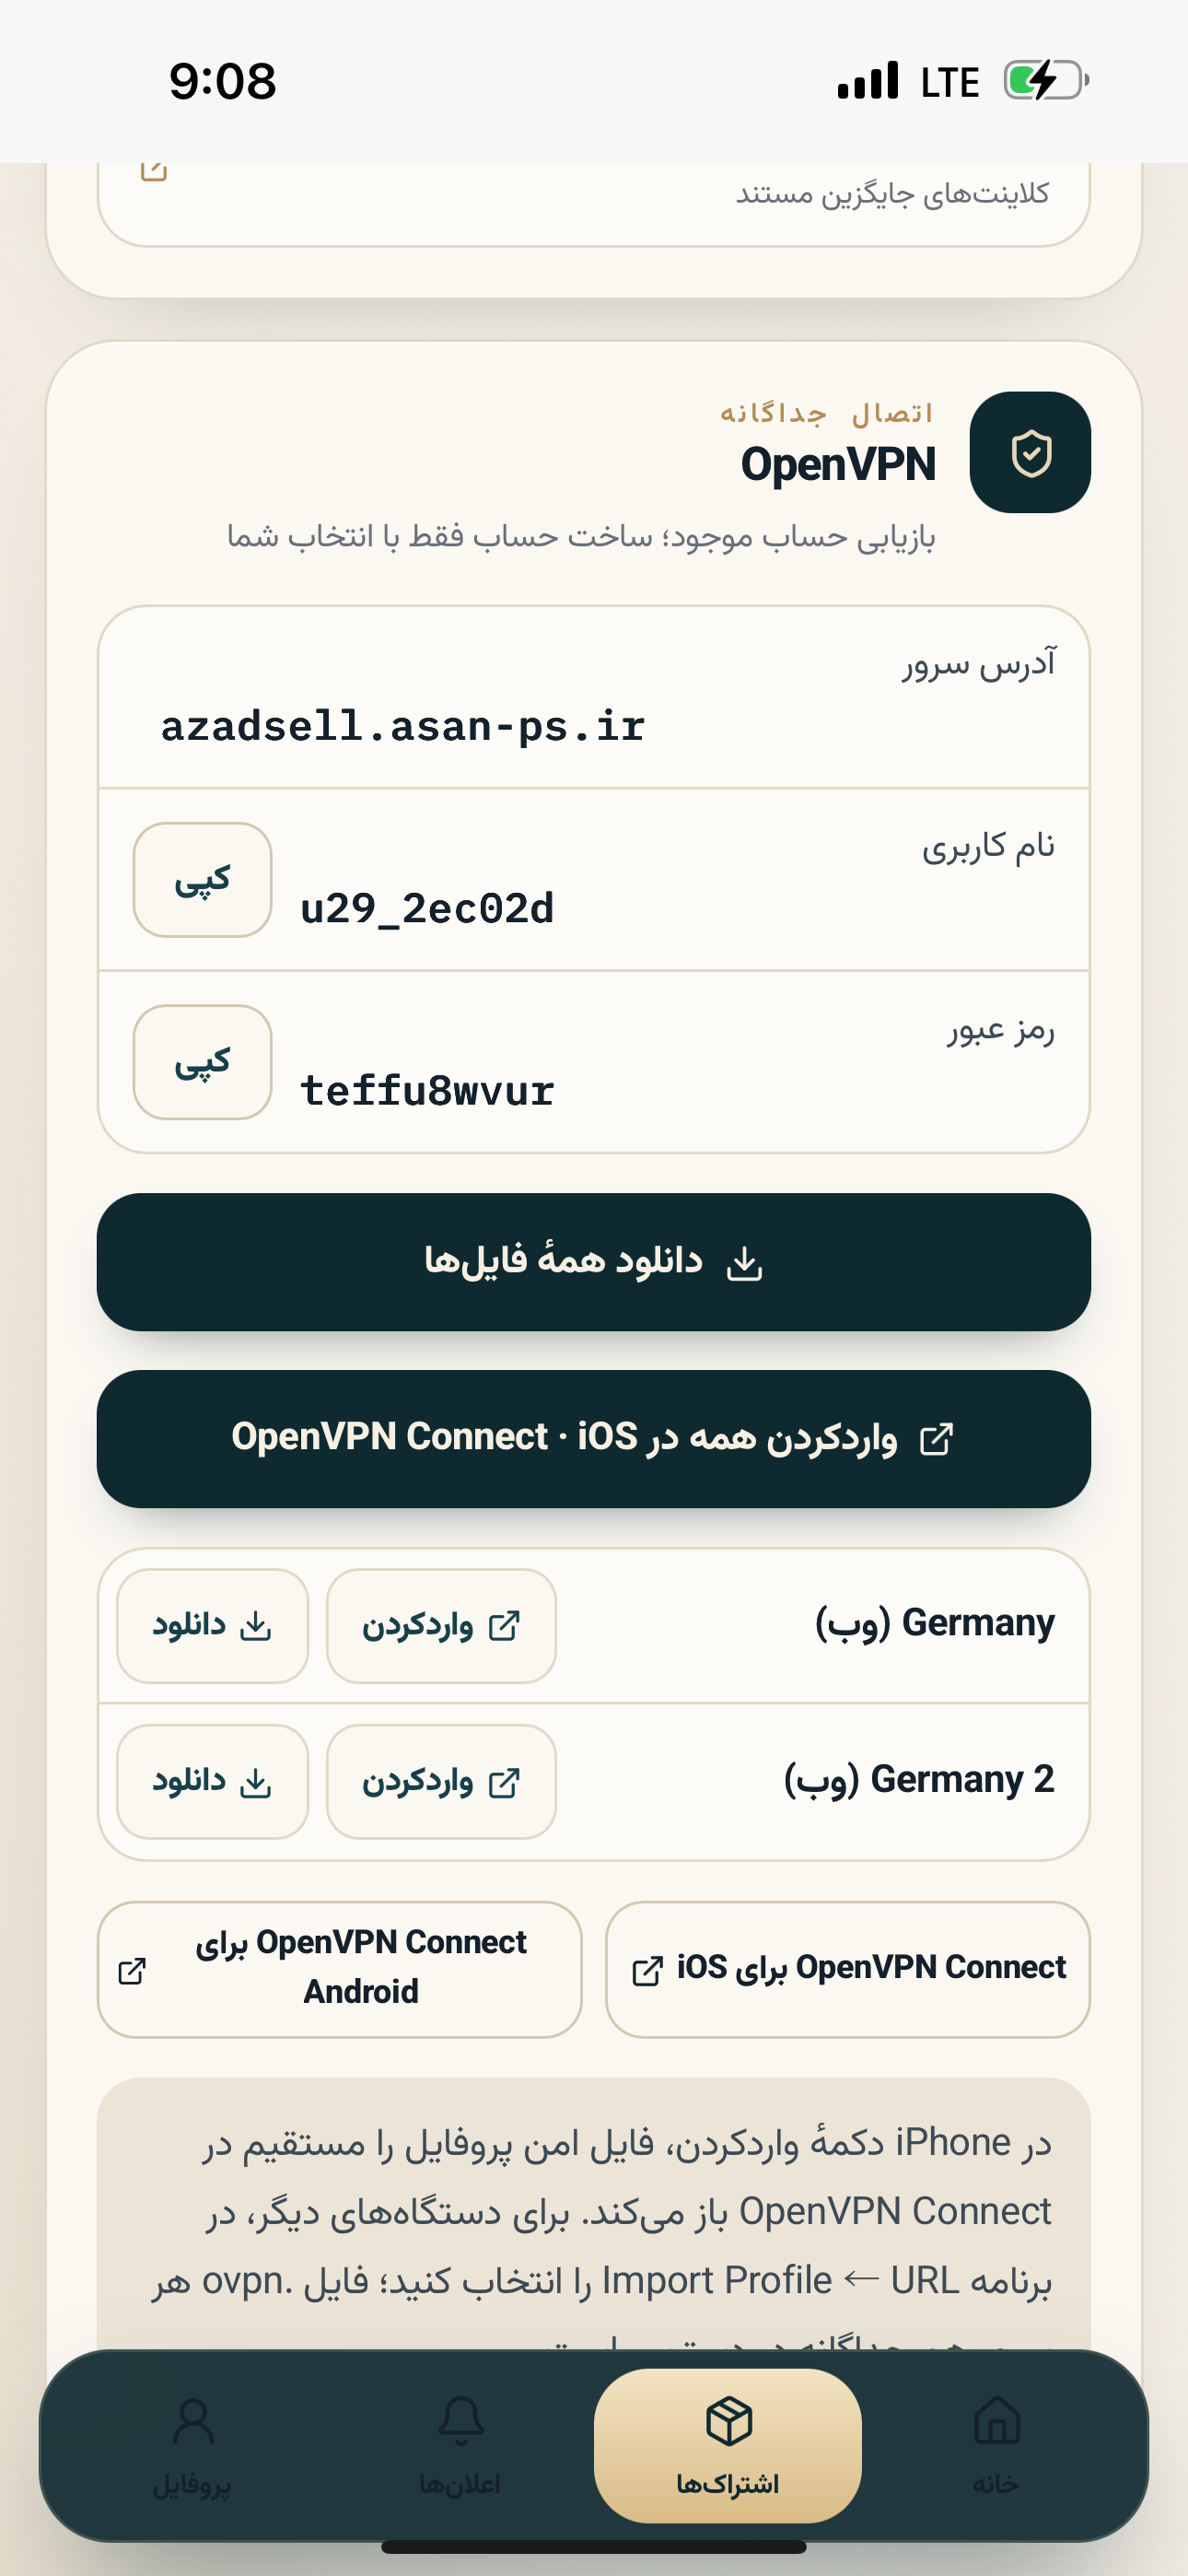 9:08
LTE
کلاینت‌های جایگزین مستند
اتصال جداگانه
OpenVPN
بازیابی حساب موجود؛ ساخت حساب فقط با انتخاب شما
آدرس سرور
azadsell.asan-ps.ir
نام کاربری
u29_2ec02d
کپی
رمز عبور
teffu8wvur
کپی
دانلود همهٔ فایل‌ها
واردکردن همه در OpenVPN Connect · iOS
Germany (وب)
واردکردن
دانلود
Germany 2 (وب)
واردکردن
دانلود
OpenVPN Connect برای iOS
OpenVPN Connect برای
Android
در iPhone دکمهٔ واردکردن، فایل امن پروفایل را مستقیم در
OpenVPN Connect باز می‌کند. برای دستگاه‌های دیگر، در
برنامه Import Profile ← URL را انتخاب کنید؛ فایل .ovpn هر
خانه
اشتراک‌ها
اعلان‌ها
پروفایل